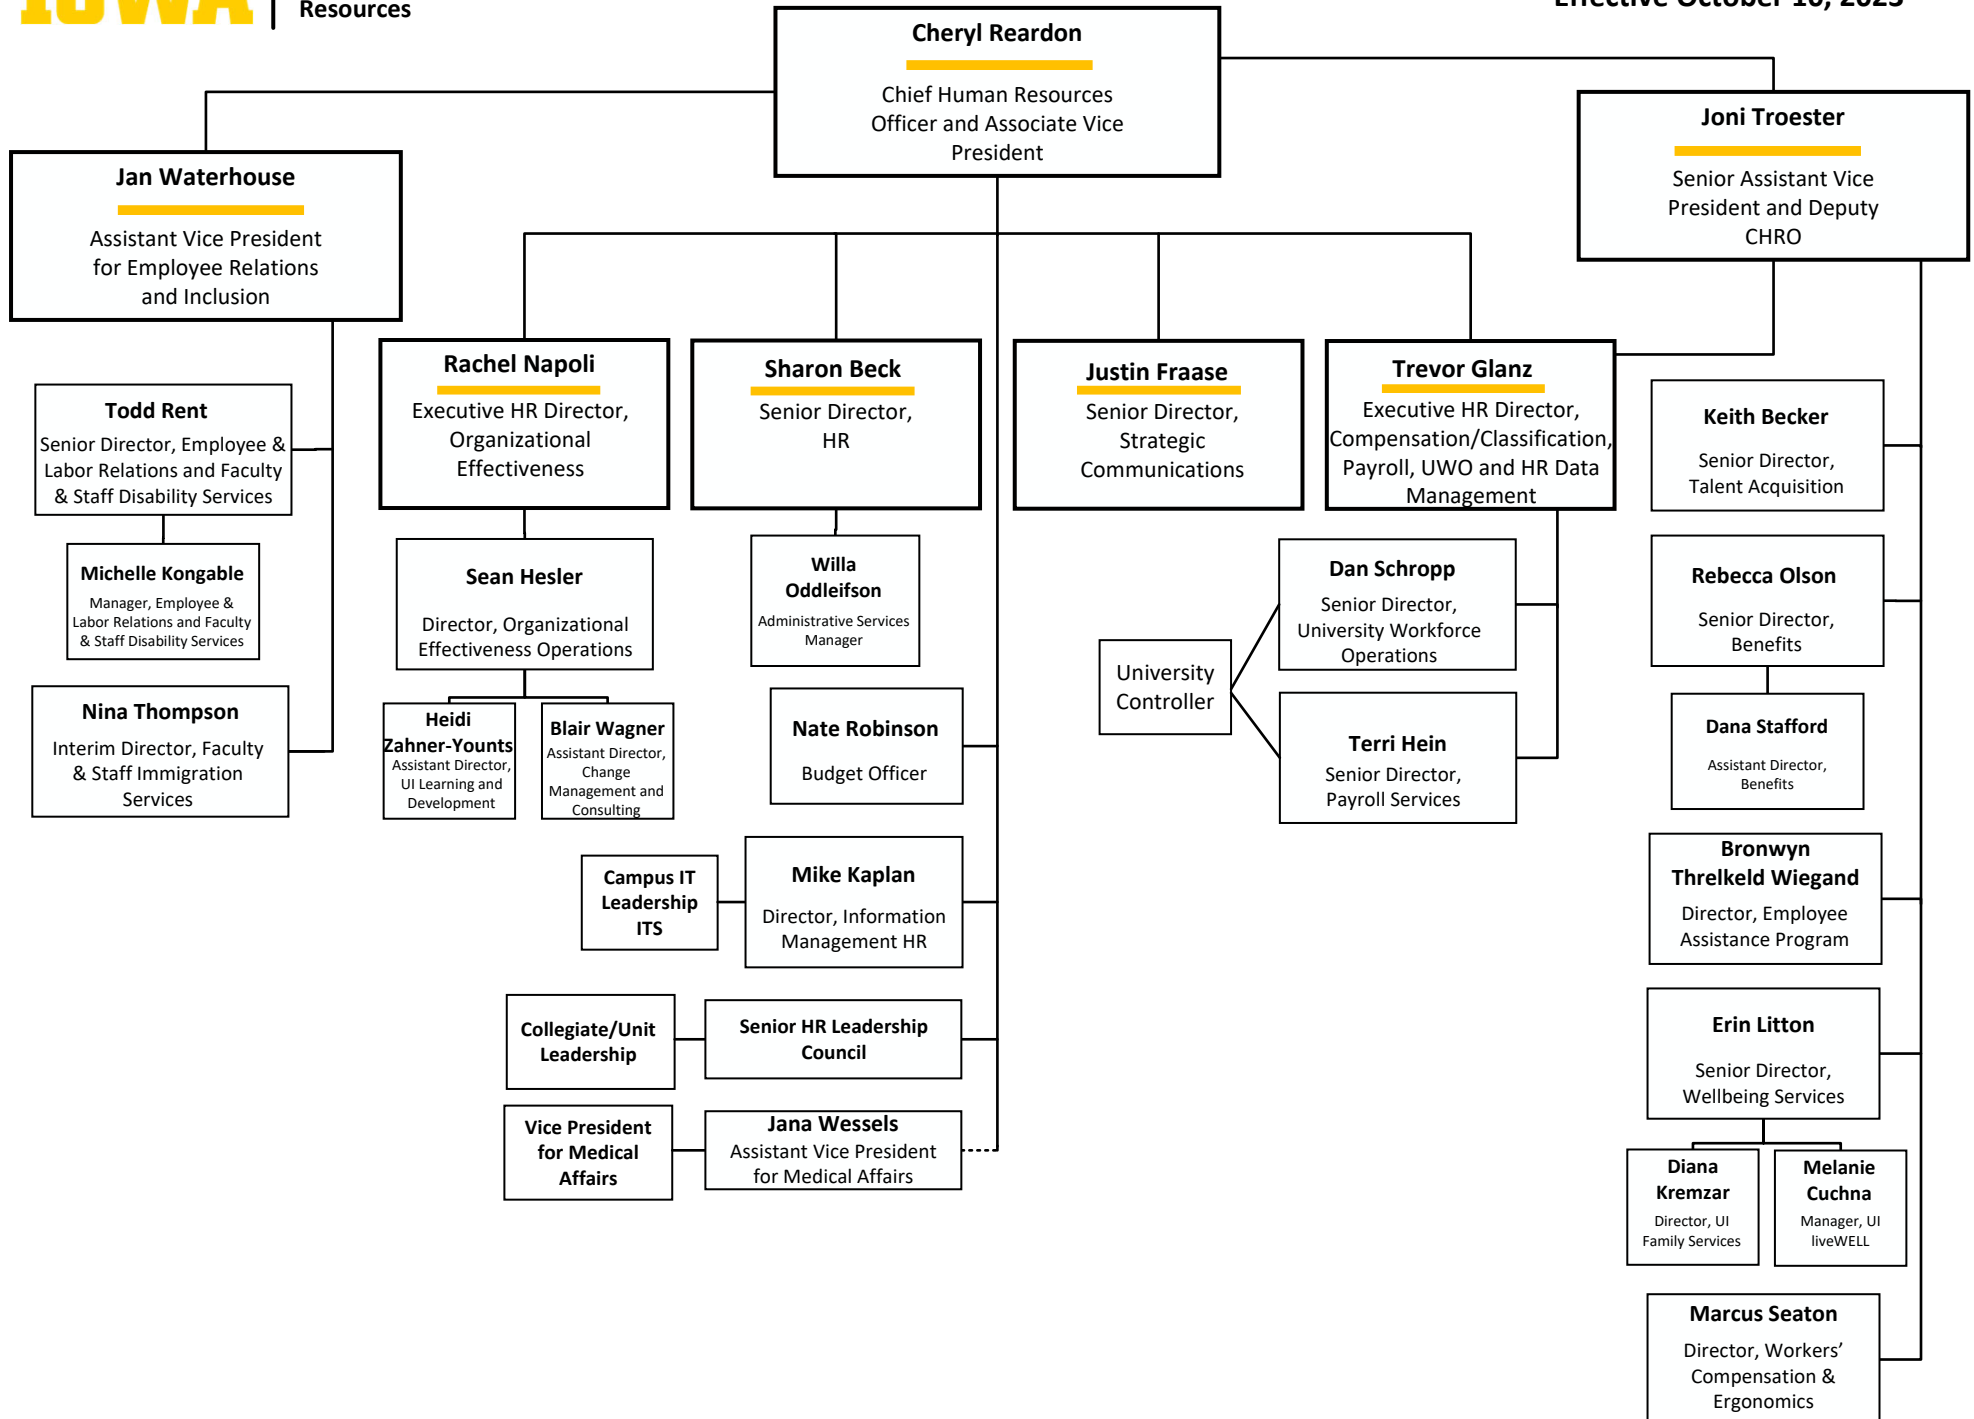 IOWA
Resources
Effective October
Cheryl Reardon
Chief Human Resources
Officer and Associate Vice
President
Joni Troester
Senior Assistant Vice
President and Deputy
CHRO
Jan Waterhouse
Assistant Vice President
for Employee Relations
and Inclusion
Rachel Napoli
Executive HR Director,
Organizational
Effectiveness
Sharon Beck
Senior Director,
HR
Justin Fraase
Senior Director,
Strategic
Communications
Trevor Glanz
Executive HR Director,
Compensation/Classification,
Payroll, UWO and HR Data
Management
Todd Rent
Senior Director, Employee &
Labor Relations and Faculty
& Staff Disability Services
Michelle Kongable
Manager, Employee &
Labor Relations and Faculty
& Staff Disability Services
Nina Thompson
Interim Director, Faculty
& Staff Immigration
Services
Sean Hesler
Director, Organizational
Effectiveness Operations
Heidi
Zahner-Younts
Assistant Director,
UI Learning and
Development
Blair Wagner
Assistant Director,
Change
Management and
Consulting
Willa
Oddleifson
Administrative Services
Manager
Nate Robinson
Budget Officer
Campus IT
Leadership
ITS
Mike Kaplan
Director, Information
Management HR
Collegiate/Unit
Leadership
Senior HR Leadership
Council
Vice President
for Medical
Affairs
Jana Wessels
Assistant Vice President
for Medical Affairs
University
Controller
Dan Schropp
Senior Director,
University Workforce
Operations
Terri Hein
Senior Director,
Payroll Services
Keith Becker
Senior Director,
Talent Acquisition
Rebecca Olson
Senior Director,
Benefits
Dana Stafford
Assistant Director,
Benefits
Bronwyn
Threlkeld Wiegand
Director, Employee
Assistance Program
Erin Litton
Senior Director,
Wellbeing Services
Diana
Kremzar
Director, UI
Family Services
Melanie
Cuchna
Manager, UI
liveWELL
Marcus Seaton
Director, Workers’
Compensation &
Ergonomics